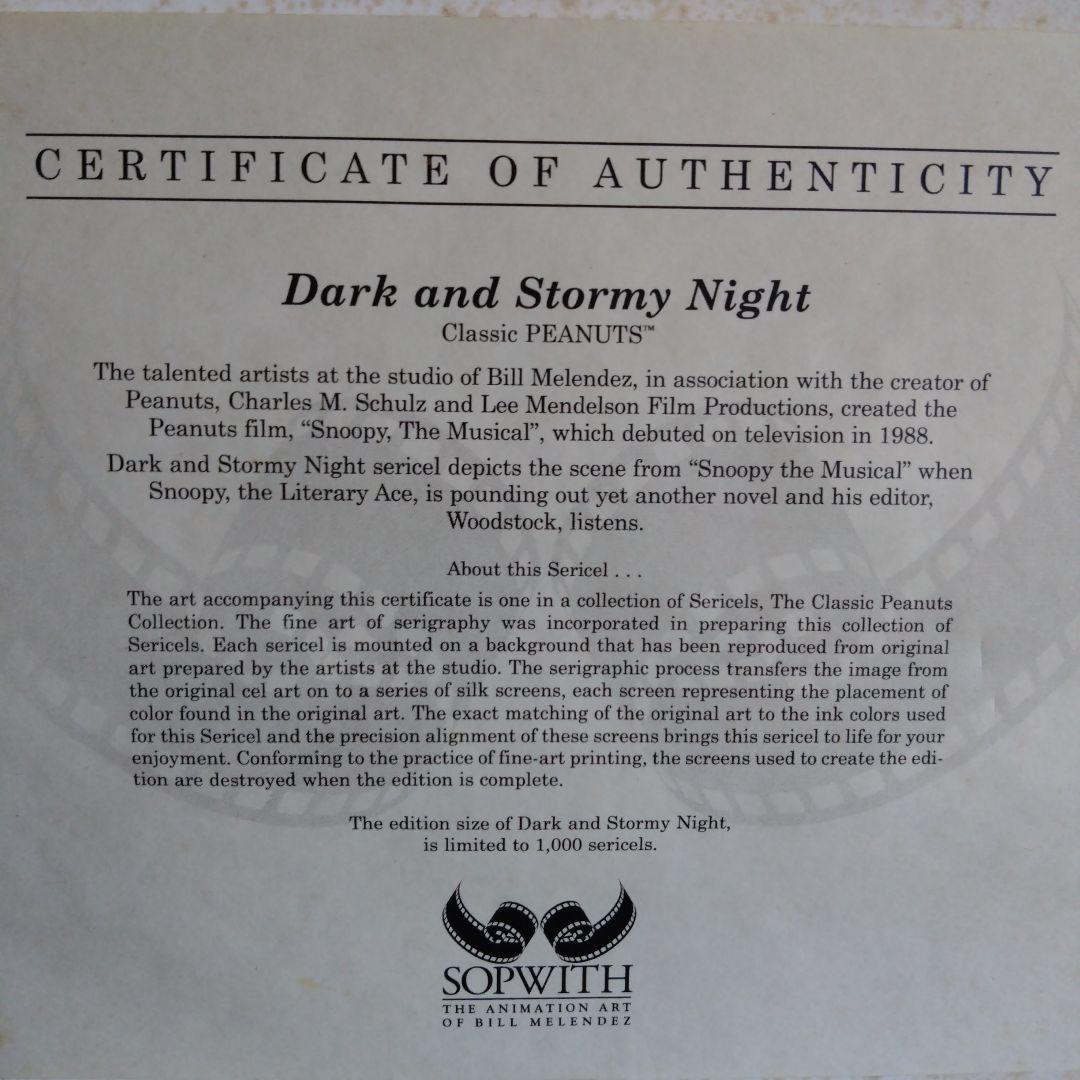 CERTIFICATE OF AUTHENTICITY
Dark and Stormy Night
Classic PEANUTS™
The talented artists at the studio of Bill Melendez, in association with the creator of
Peanuts, Charles M. Schulz and Lee Mendelson Film Productions, created the
Peanuts film, “Snoopy, The Musical”, which debuted on television in 1988.
Dark and Stormy Night sericel depicts the scene from “Snoopy the Musical” when
Snoopy, the Literary Ace, is pounding out yet another novel and his editor,
Woodstock, listens.
About this Sericel . . .
The art accompanying this certificate is one in a collection of Sericels, The Classic Peanuts
Collection. The fine art of serigraphy was incorporated in preparing this collection of
Sericels. Each sericel is mounted on a background that has been reproduced from original
art prepared by the artists at the studio. The serigraphic process transfers the image from
the original cel art on to a series of silk screens, each screen representing the placement of
color found in the original art. The exact matching of the original art to the ink colors used
for this Sericel and the precision alignment of these screens brings this sericel to life for your
enjoyment. Conforming to the practice of fine-art printing, the screens used to create the edi-
tion are destroyed when the edition is complete.
The edition size of Dark and Stormy Night,
is limited to 1,000 sericels.
SOPWITH
THE ANIMATION ART
OF BILL MELENDEZ